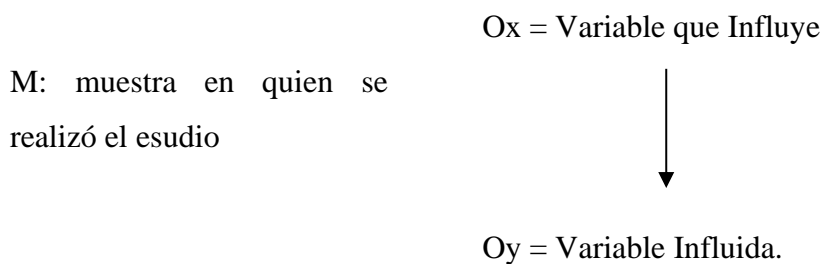 Ox = Variable que Influye
M: muestra en quien se
realizó el esudio
Oy = Variable Influida.